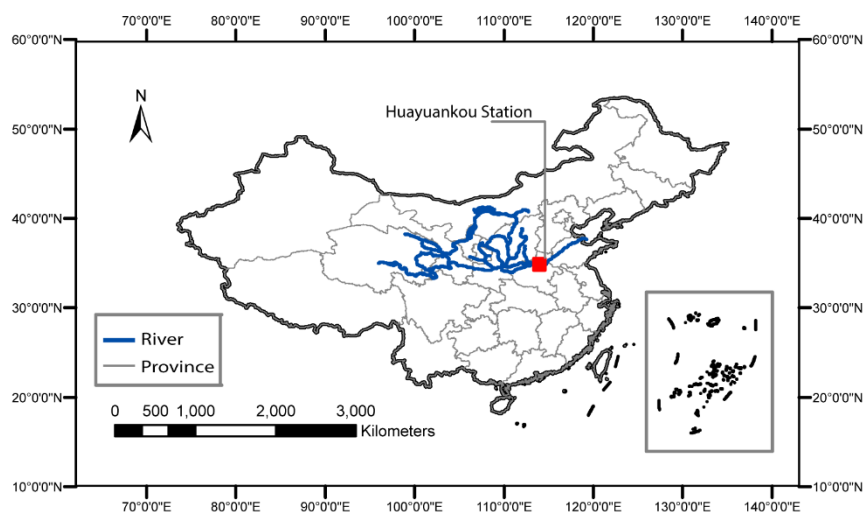 70°0'0"E 80°0'0"E 90°0'0"E 100°0'0"E 110°0'0"E 120°0'0"E 130°0'0"E 140°0'0"E
60°0'0"N 60°0'0"N
N
Huayuankou Station
50°0'0"N 50°0'0"N
40°0'0"N 40°0'0"N
30°0'0"N 30°0'0"N
River
Province
20°0'0"N 20°0'0"N
0 500 1,000 2,000 3,000
Kilometers
10°0'0"N 10°0'0"N
70°0'0"E 80°0'0"E 90°0'0"E 100°0'0"E 110°0'0"E 120°0'0"E 130°0'0"E 140°0'0"E